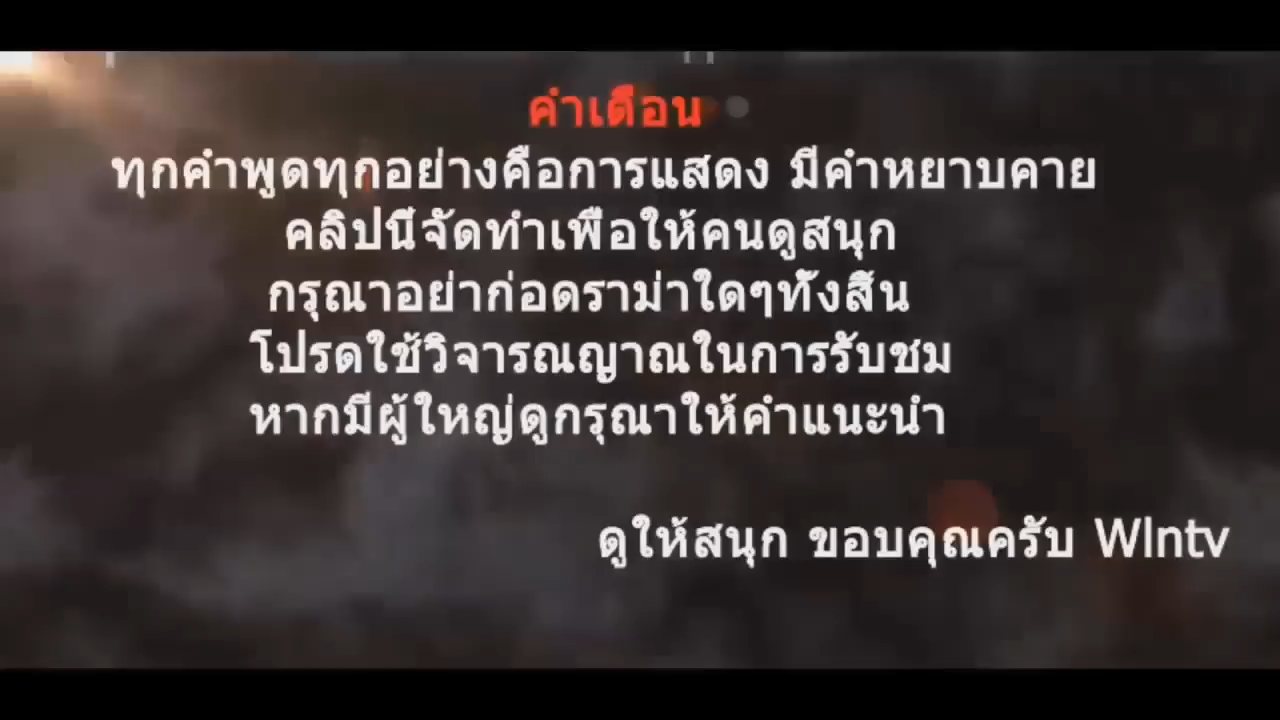 คำเตือน
ทุกคำพูดทุกอย่างคือการแสดง มีคำหยาบคาย
คลิปนี้จัดทำเพื่อให้คนดูสนุก
กรุณาอย่าก่อดราม่าใดๆทั้งสิ้น
โปรดใช้วิจารณญาณในการรับชม
หากมีผู้ใหญ่ดูกรุณาให้คำแนะนำ
ดูให้สนุก ขอบคุณครับ Wlntv